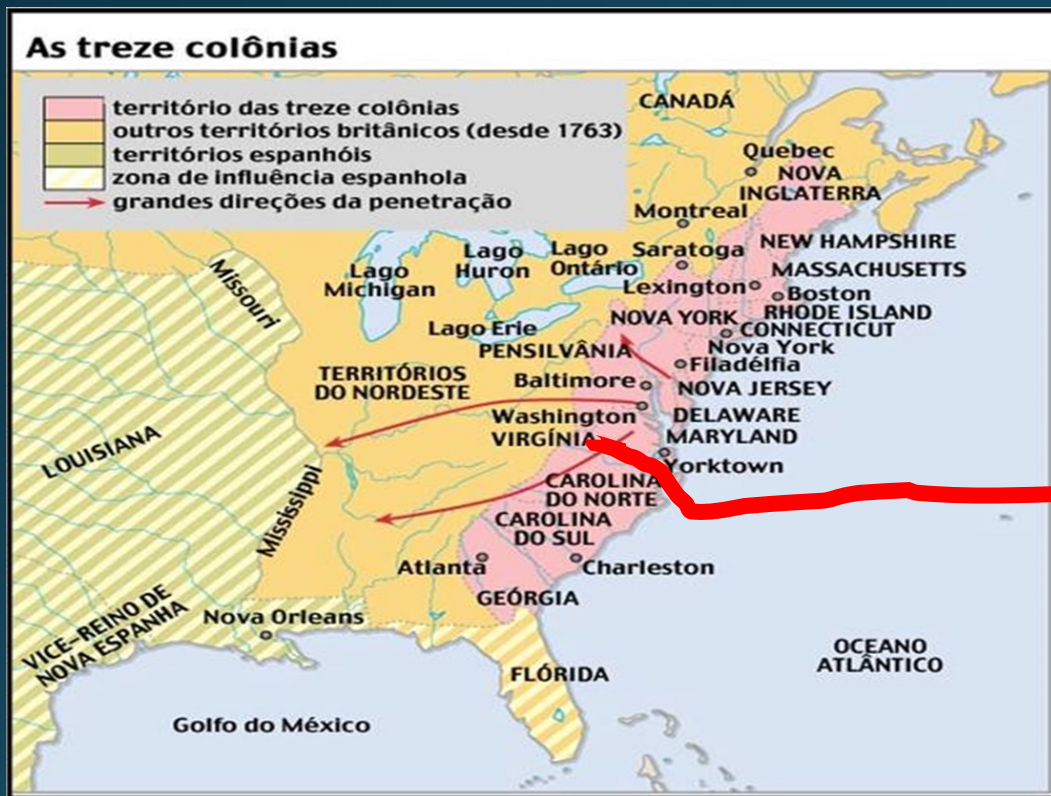 As treze colônias
território das treze colônias
outros territórios britânicos (desde 1763)
territórios espanhóis
zona de influência espanhola
grandes direções da penetração
CANADÁ
Quebec
NOVA
INGLATERRA
Montreal
Saratoga
NEW HAMPSHIRE
MASSACHUSETTS
Lexington
Boston
RHODE ISLAND
CONNECTICUT
NOVA YORK
Nova York
Missouri
Lago
Michigan
Lago
Huron
Lago
Ontário
Lago Erie
PENSILVÂNIA
Filadélfia
TERRITÓRIOS
DO NORDESTE
Baltimore
NOVA JERSEY
Washington
DELAWARE
VIRGÍNIA
MARYLAND
Yorktown
LOUISIANA
Mississippi
CAROLINA
DO NORTE
CAROLINA
DO SUL
Atlanta
Charleston
GEÓRGIA
VICE-REINO DE
NOVA ESPANHA
Nova Orleans
FLÓRIDA
OCEANO
ATLÂNTICO
Golfo do México